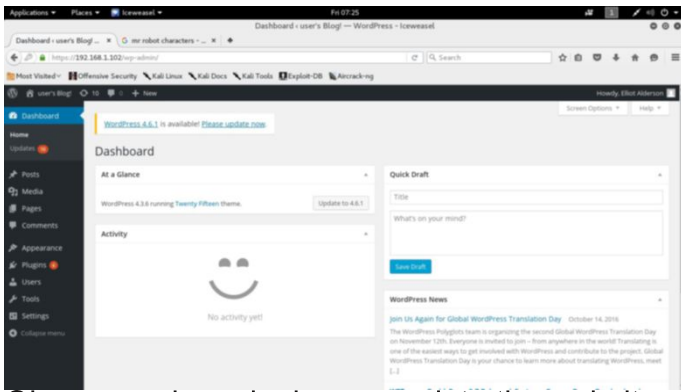 Applications Places Iceweasel Fri 07:25 1
Dashboard ‹ user's Blog! — WordPress - Iceweasel
Dashboard ‹ user's Blog! ... × G mr robot characters - ... × +
https://192.168.1.102/wp-admin/ Search
Most Visited Offensive Security Kali Linux Kali Docs Kali Tools Exploit-DB Aircrack-ng
user's Blog! + New Howdy, Elliot Alderson
Screen Options Help
Dashboard
Home
Updates
Posts
Media
Pages
Comments
Appearance
Plugins
Users
Tools
Settings
Collapse menu
WordPress 4.6.1 is available! Please update now.
Dashboard
At a Glance
WordPress 4.3.6 running Twenty Fifteen theme. Update to 4.6.1
Activity
No activity yet!
Quick Draft
Title
What's on your mind?
Save Draft
WordPress News
Join Us Again for Global WordPress Translation Day October 14, 2016
The WordPress Polyglots team is organizing the second Global WordPress Translation Day
on November 12th. Everyone is invited to join – from anywhere in the world! Translating is
one of the easiest ways to get involved with WordPress and contribute to the project. Global
WordPress Translation Day is your chance to learn more about translating WordPress, meet
[...]